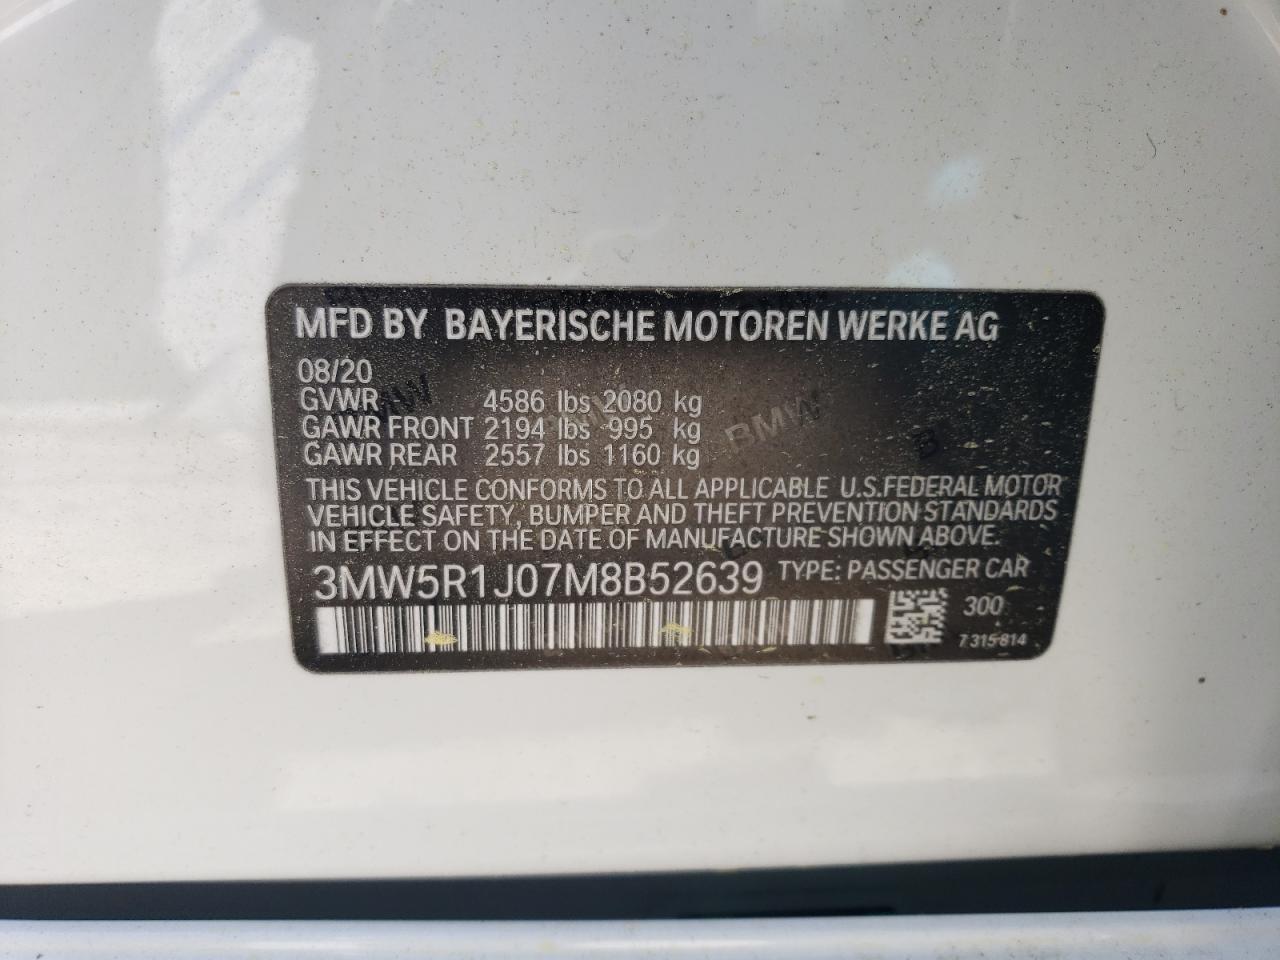 MFD BY BAYERISCHE MOTOREN WERKE AG
08/20
GVWR 4586 lbs 2080 kg
GAWR FRONT 2194 lbs 995 kg
GAWR REAR 2557 lbs 1160 kg
THIS VEHICLE CONFORMS TO ALL APPLICABLE U.S.FEDERAL MOTOR
VEHICLE SAFETY, BUMPER AND THEFT PREVENTION STANDARDS
IN EFFECT ON THE DATE OF MANUFACTURE SHOWN ABOVE.
3MW5R1J07M8B52639 TYPE: PASSENGER CAR
300
7 315 814
BMW
BMW